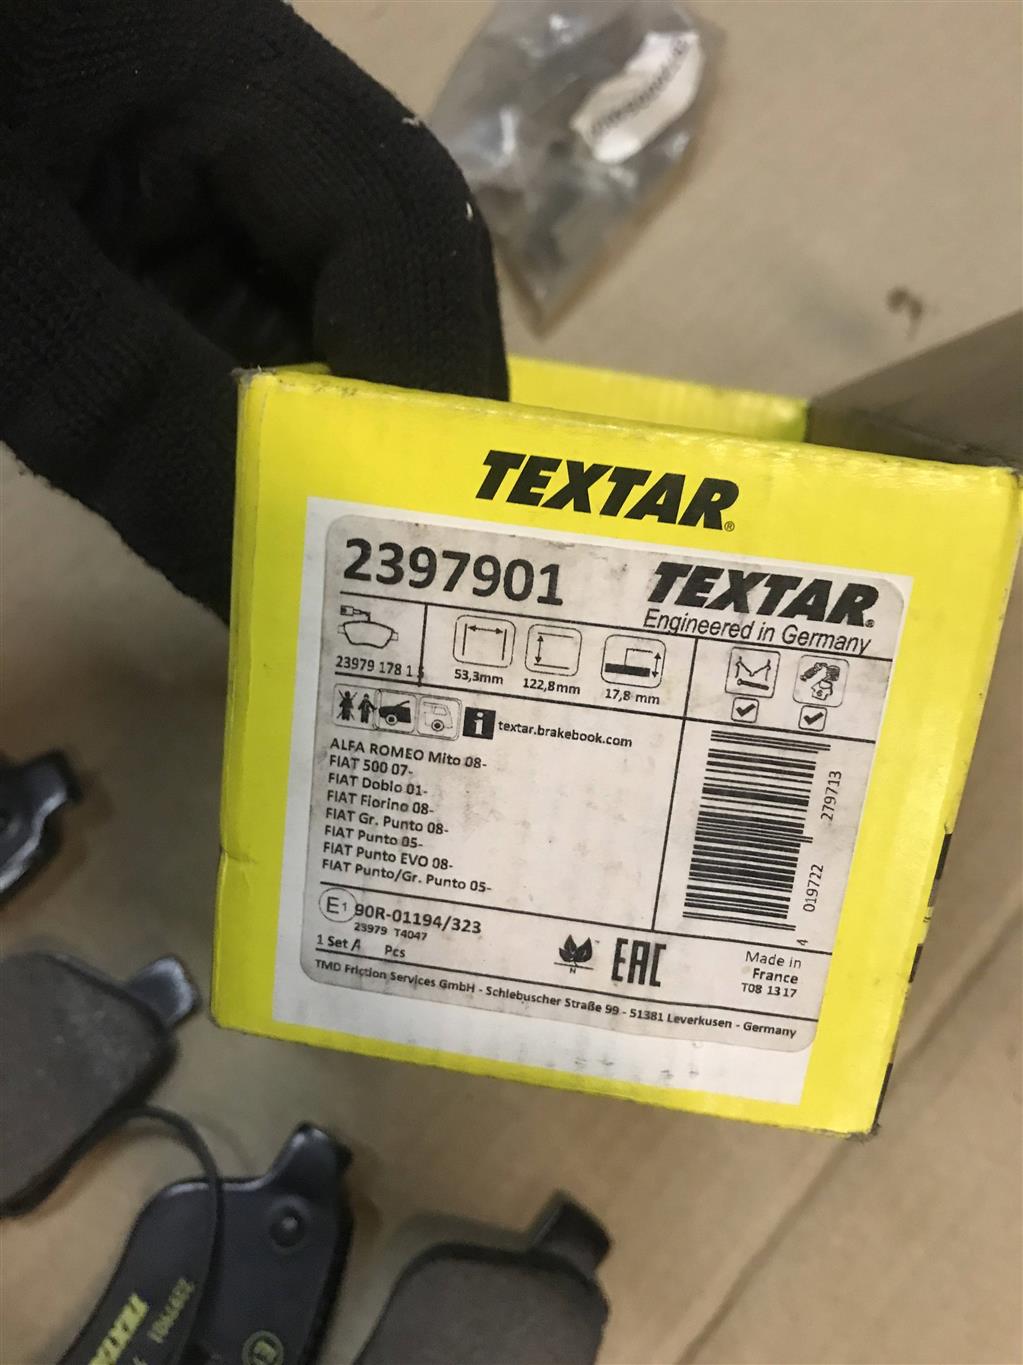 TEXTAR®
2397901
TEXTAR®
Engineered in Germany
23979 178 1 5
53,3mm
122,8mm
17,8 mm
i textar.brakebook.com
ALFA ROMEO Mito 08-
FIAT 500 07-
FIAT Doblo 01-
FIAT Fiorino 08-
FIAT Gr. Punto 08-
FIAT Punto 05-
FIAT Punto EVO 08-
FIAT Punto/Gr. Punto 05-
4 019722 279713
E1 90R-01194/323
23979 T4047
1 Set/A Pcs
N
EAC
Made in
France
T08 13 17
TMD Friction Services GmbH - Schlebuscher Straße 99 - 51381 Leverkusen - Germany
TEXTAR
2397901